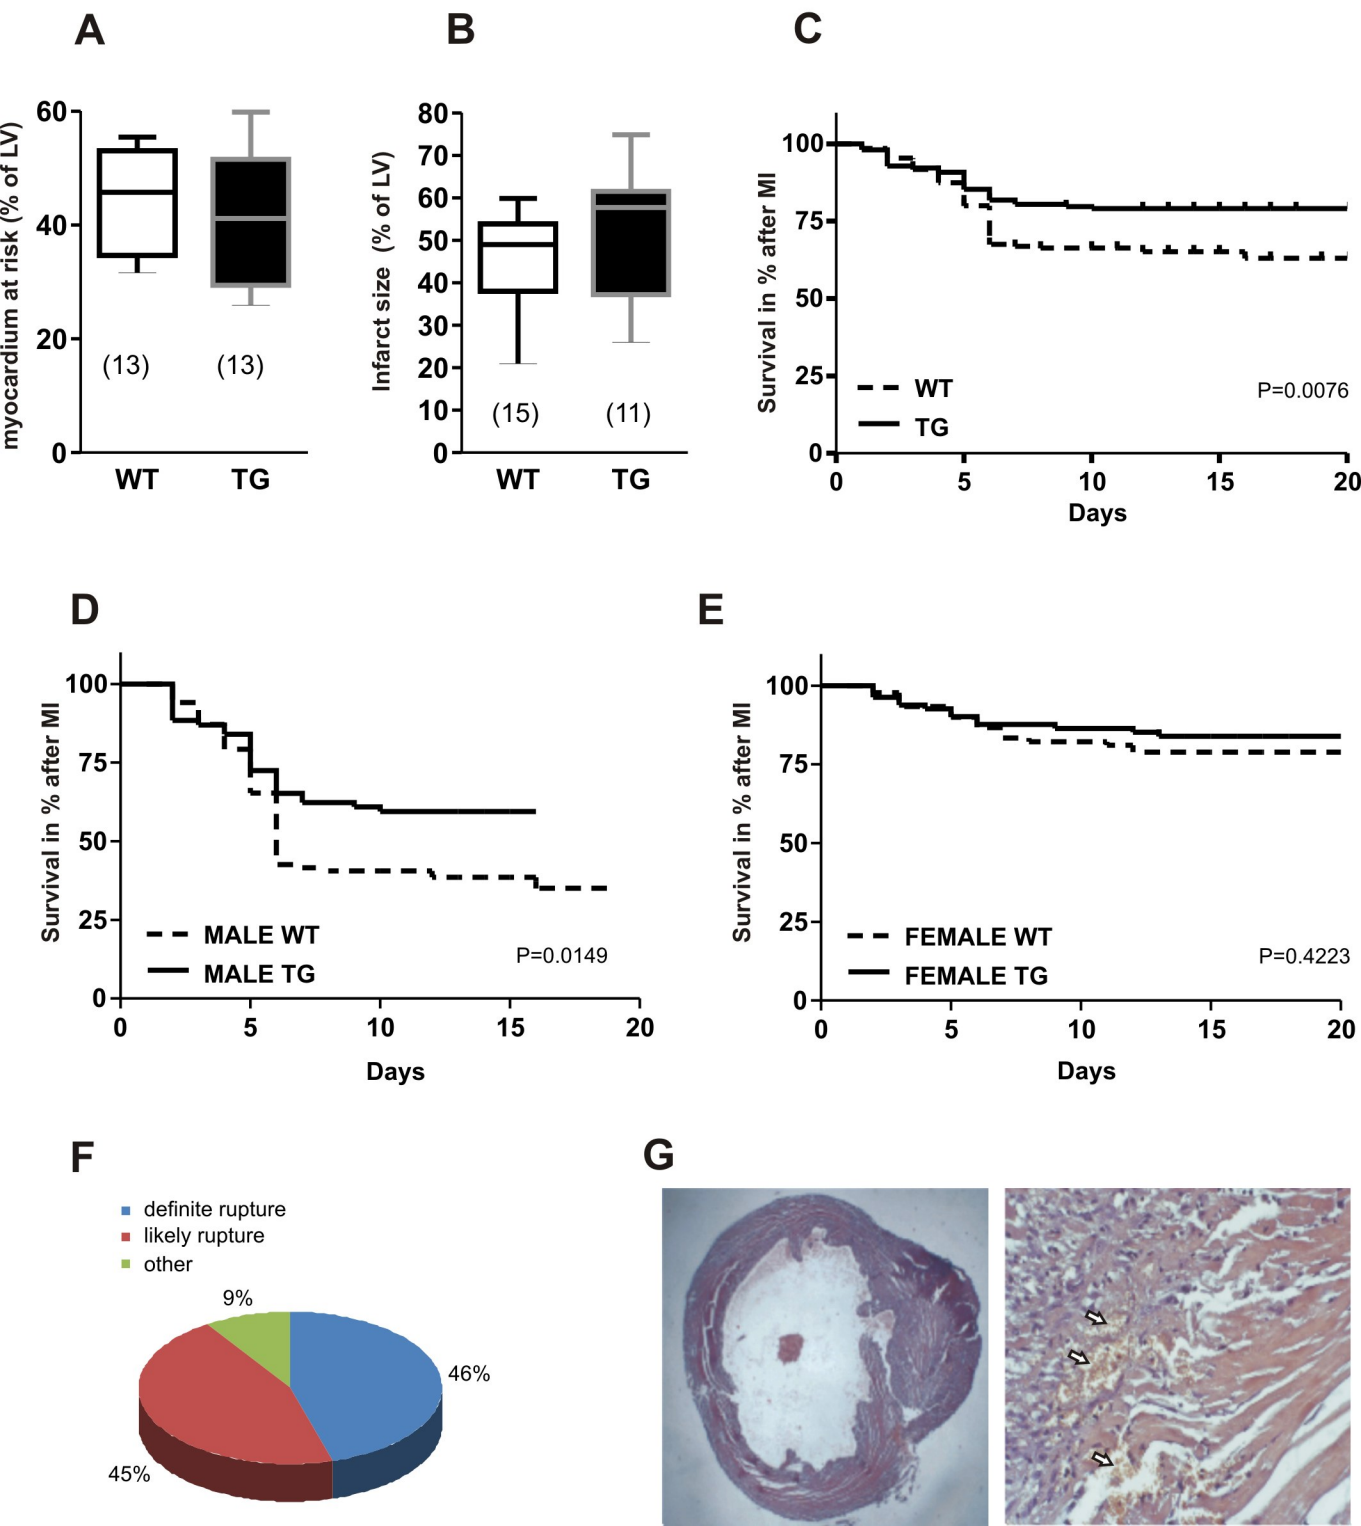 A
B
C
60
40
20
0
myocardium at risk (% of LV)
(13)
(13)
WT
TG
80
70
60
50
40
30
20
10
0
Infarct size (% of LV)
(15)
(11)
WT
TG
100
75
50
25
0
Survival in % after MI
WT
TG
P=0.0076
0
5
10
15
20
Days
D
E
100
75
50
25
0
Survival in % after MI
MALE WT
MALE TG
P=0.0149
0
5
10
15
20
Days
100
75
50
25
0
Survival in % after MI
FEMALE WT
FEMALE TG
P=0.4223
0
5
10
15
20
Days
F
G
definite rupture
likely rupture
other
9%
46%
45%